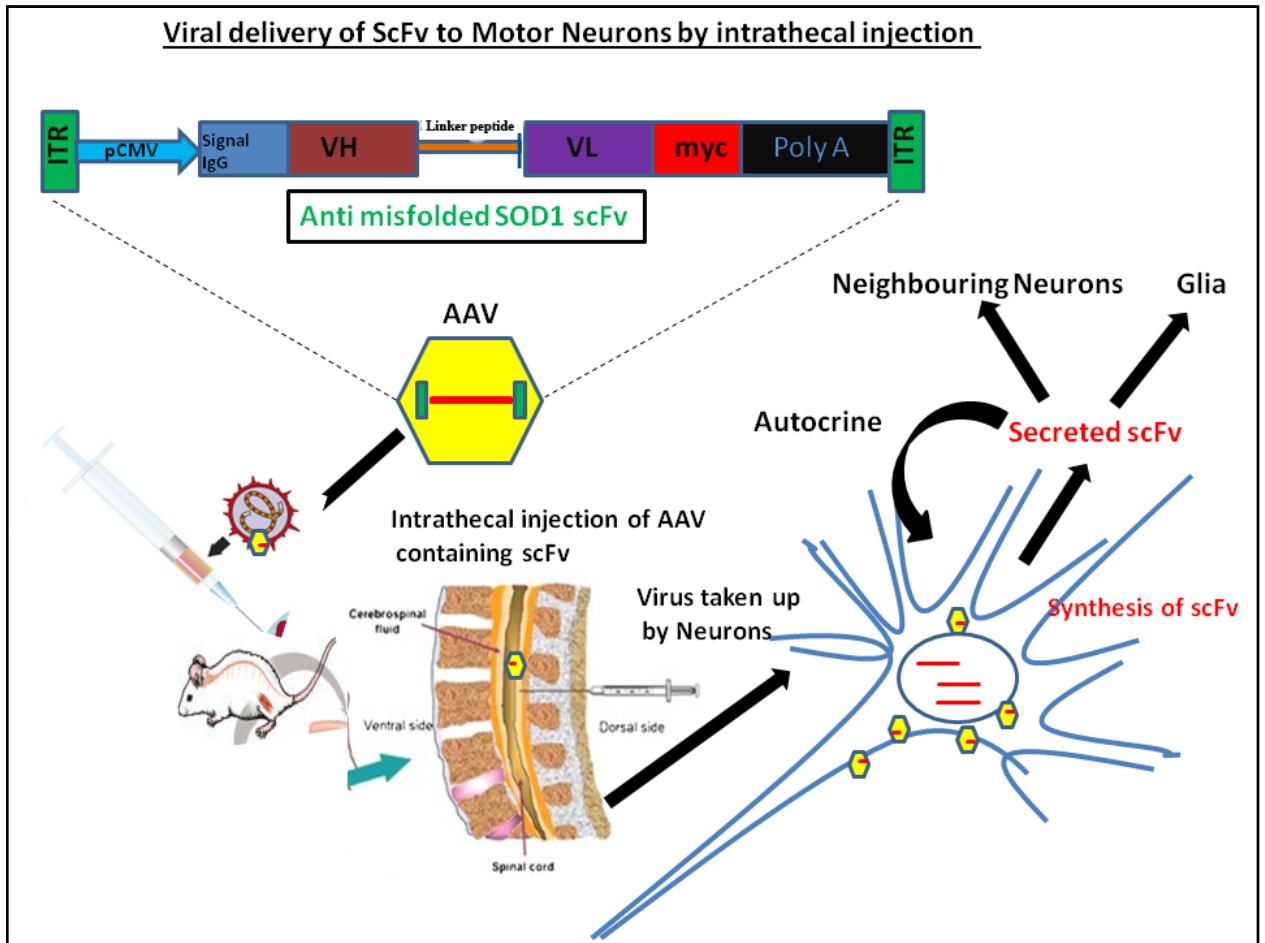 Viral delivery of ScFv to Motor Neurons by intrathecal injection
ITR
pCMV
Signal
IgG
VH
Linker peptide
VL
myc
Poly A
ITR
Anti misfolded SOD1 scFv
Neighbouring Neurons
Glia
AAV
Autocrine
Secreted scFv
Intrathecal injection of AAV
containing scFv
Cerebrospinal
fluid
Virus taken up
by Neurons
Synthesis of scFv
Ventral side
Dorsal side
Spinal cord